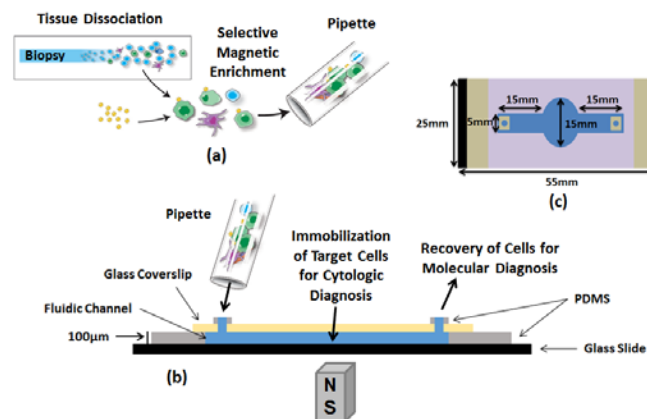 Tissue Dissociation
Biopsy
Selective
Magnetic
Enrichment
Pipette
(a)
15mm
15mm
5mm
15mm
25mm
55mm
(c)
Pipette
Immobilization
of Target Cells
for Cytologic
Diagnosis
Recovery of Cells for
Molecular Diagnosis
Glass Coverslip
Fluidic Channel
PDMS
100μm
Glass Slide
(b)
N
S